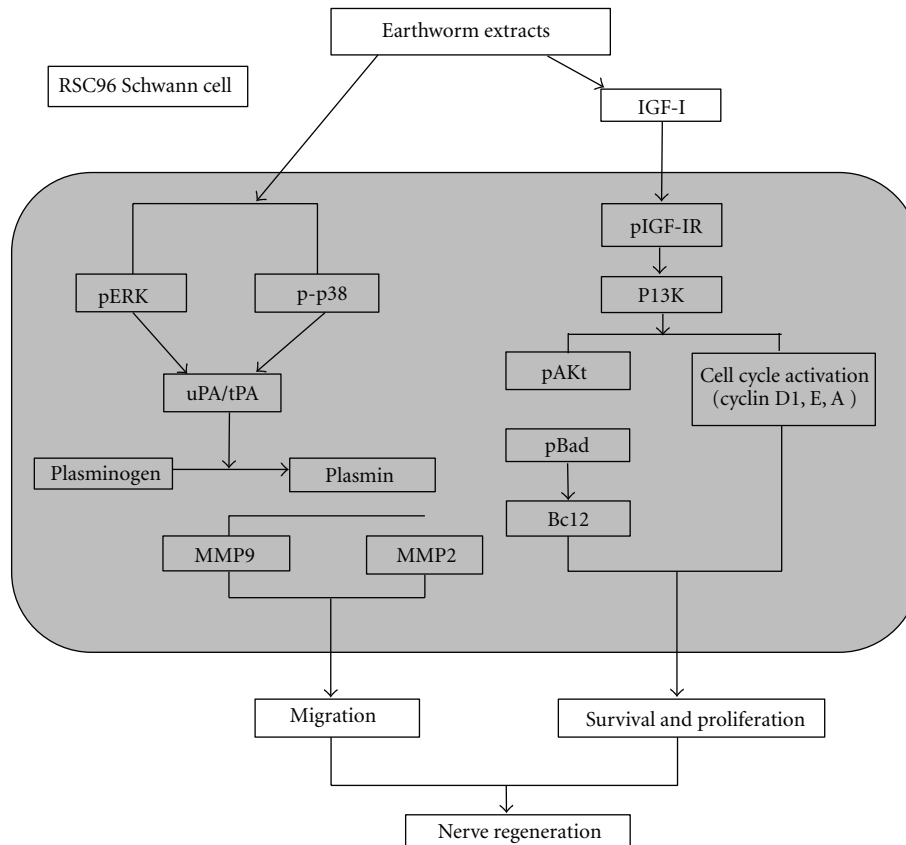 Earthworm extracts
RSC96 Schwann cell
IGF-I
pIGF-IR
pERK
p-p38
P13K
uPA/tPA
pAKt
Cell cycle activation
(cyclin D1, E, A )
pBad
Plasminogen
Plasmin
Bc12
MMP9
MMP2
Migration
Survival and proliferation
Nerve regeneration